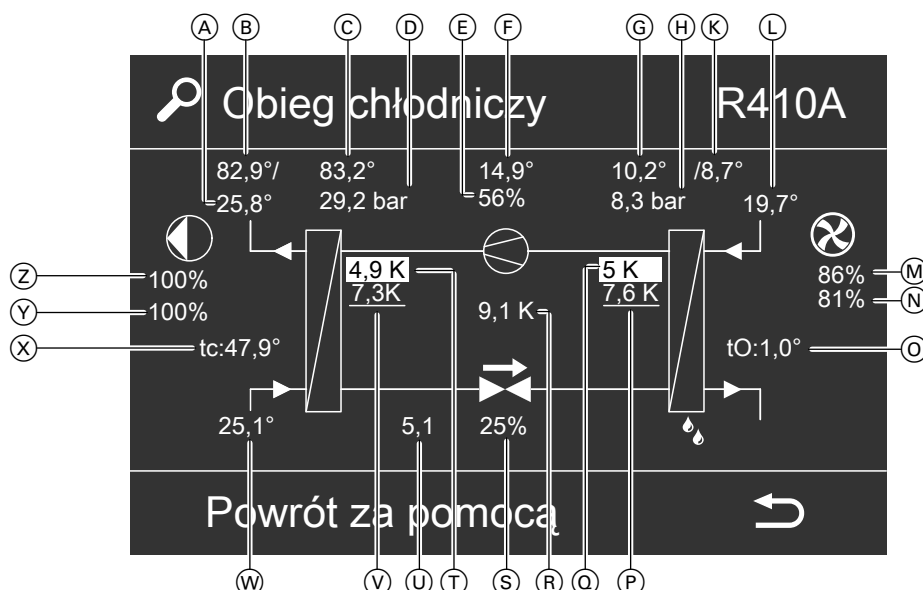 A B C D E F G H K L
Obieg chłodniczy R410A
82,9°/ 83,2° 14,9° 10,2° /8,7°
25,8° 29,2 bar 56% 8,3 bar 19,7°
4,9 K 5 K
Z 100% 7,3K 7,6 K 86% M
Y 100% 9,1 K 81% N
X tc:47,9° tO:1,0° O
25,1° 5,1 25%
Powrót za pomocą
W V U T S R Q P